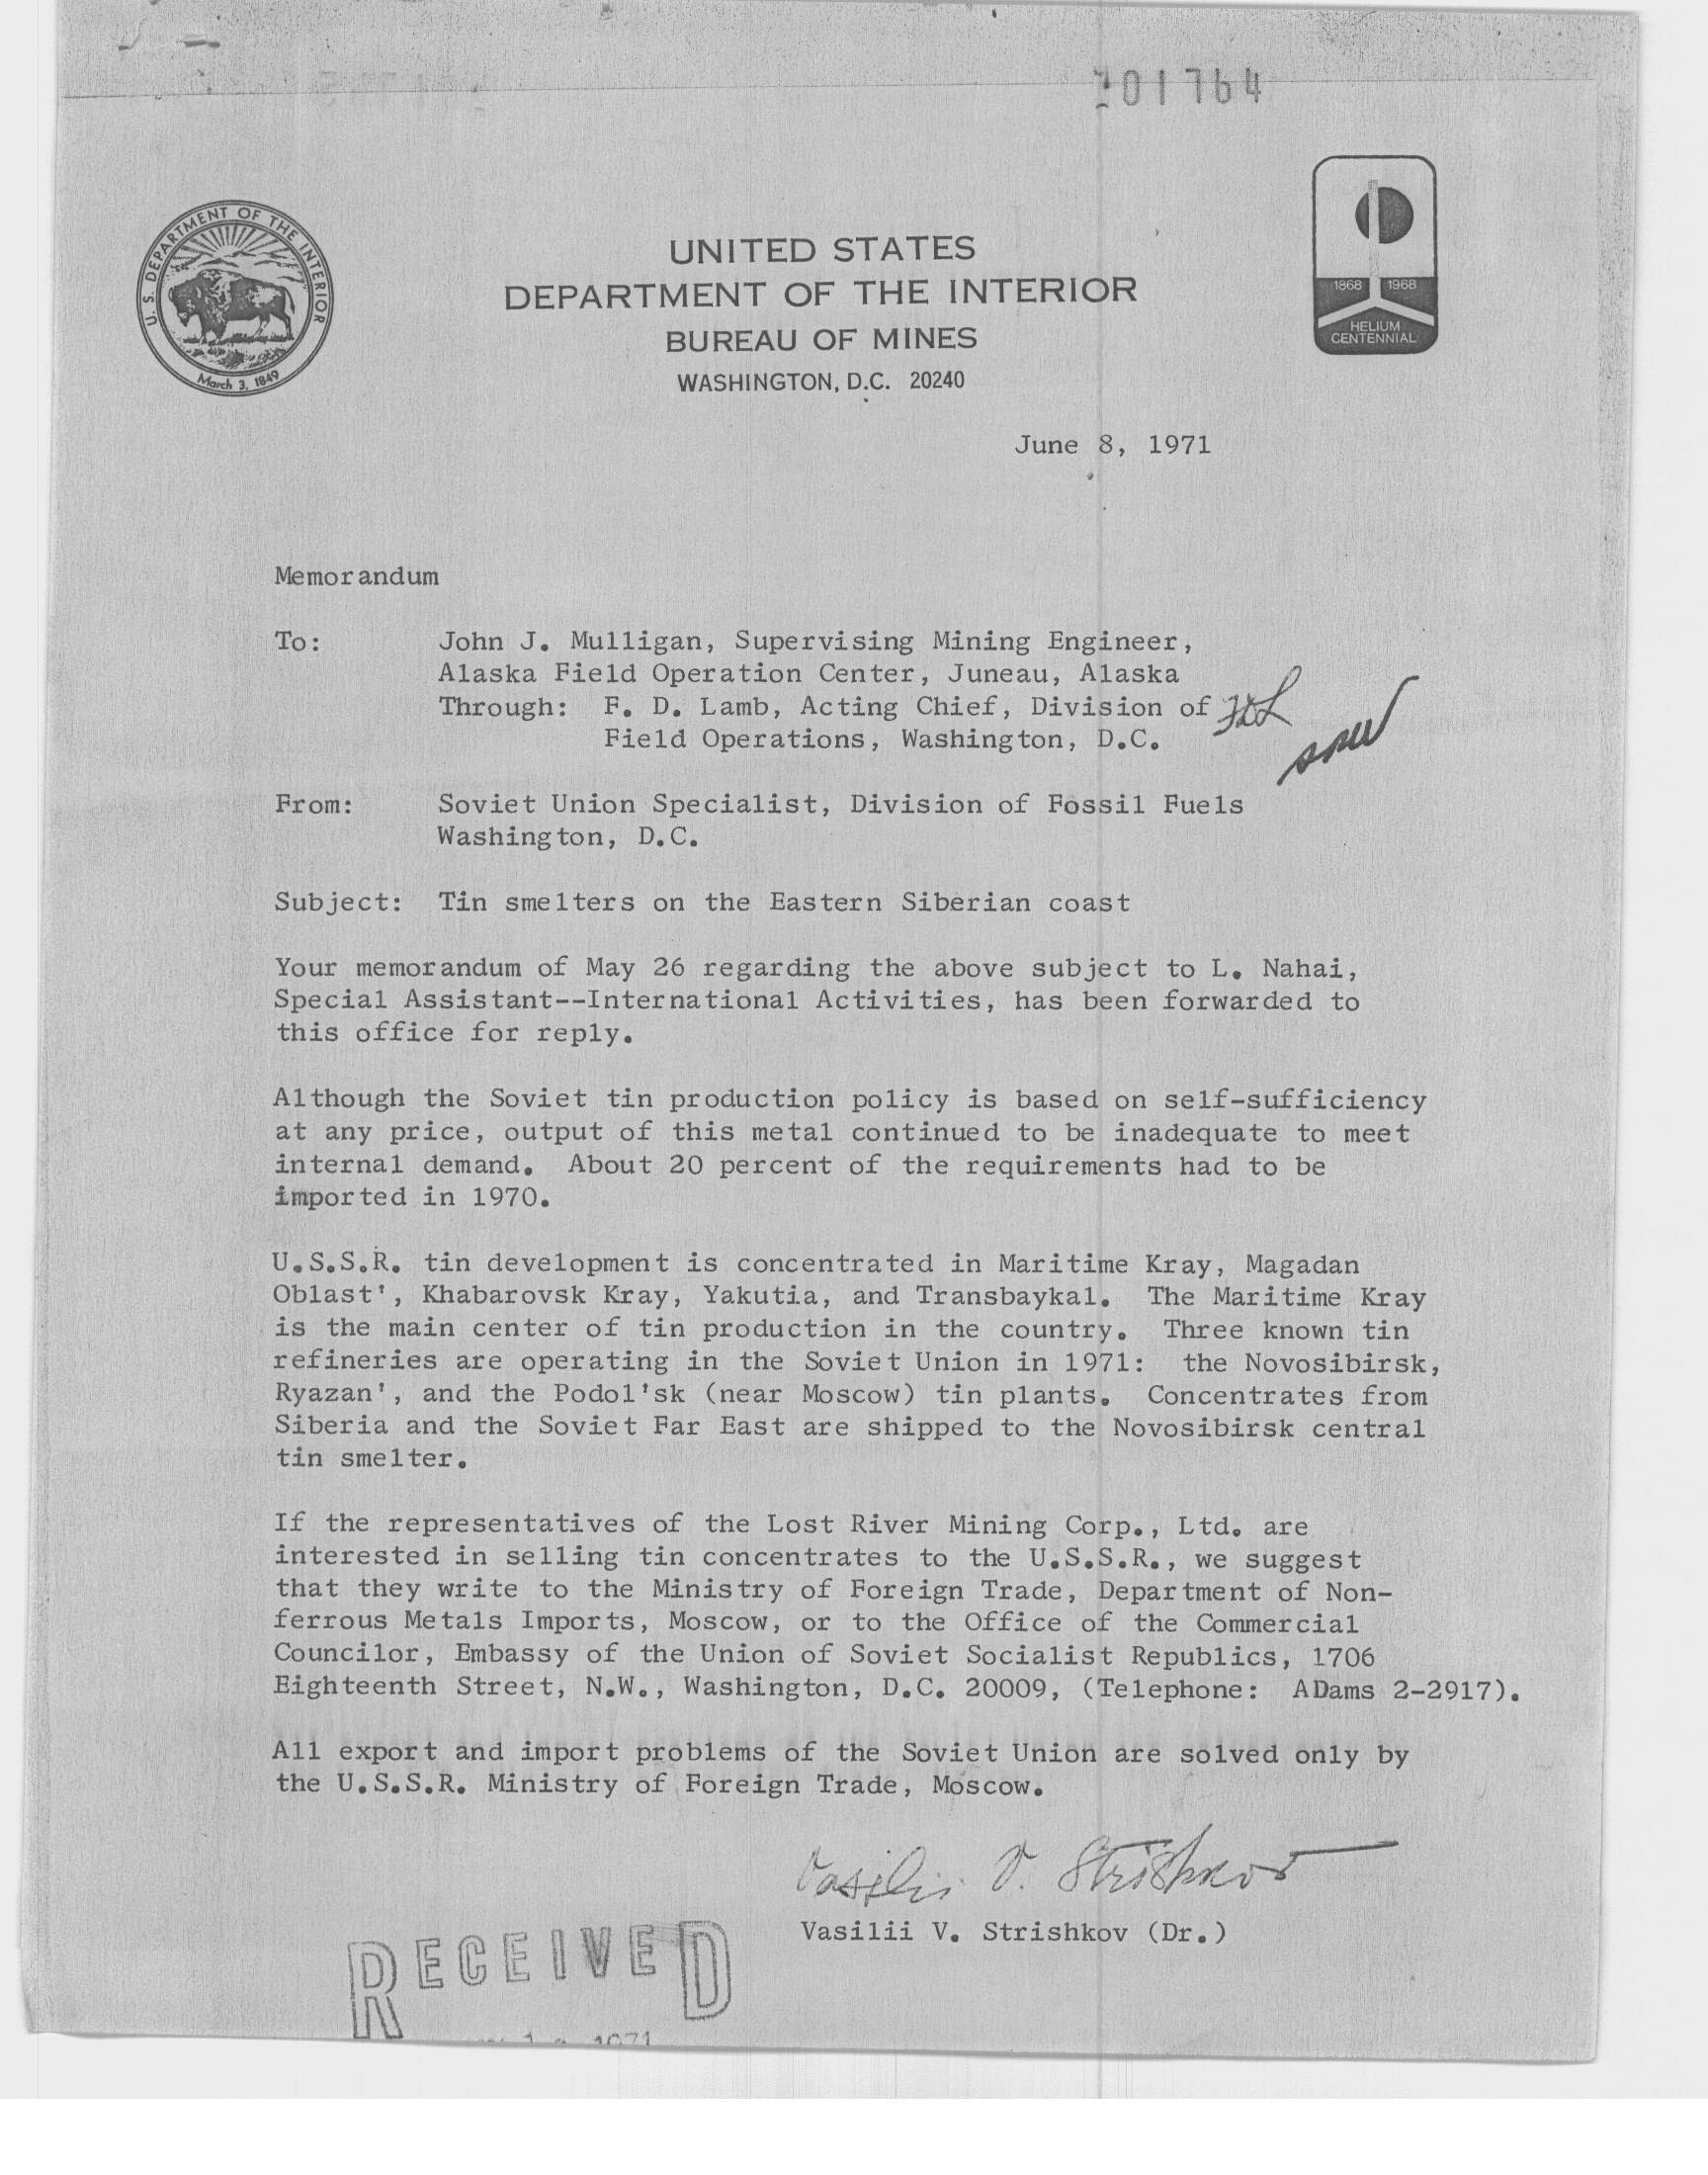 201764
U. S. DEPARTMENT OF THE INTERIOR
March 3, 1849
1868 1968
HELIUM
CENTENNIAL
UNITED STATES
DEPARTMENT OF THE INTERIOR
BUREAU OF MINES
WASHINGTON, D.C. 20240
June 8, 1971
Memorandum
To: John J. Mulligan, Supervising Mining Engineer,
Alaska Field Operation Center, Juneau, Alaska
Through: F. D. Lamb, Acting Chief, Division of
Field Operations, Washington, D.C.
From: Soviet Union Specialist, Division of Fossil Fuels
Washington, D.C.
Subject: Tin smelters on the Eastern Siberian coast
Your memorandum of May 26 regarding the above subject to L. Nahai,
Special Assistant--International Activities, has been forwarded to
this office for reply.
Although the Soviet tin production policy is based on self-sufficiency
at any price, output of this metal continued to be inadequate to meet
internal demand. About 20 percent of the requirements had to be
imported in 1970.
U.S.S.R. tin development is concentrated in Maritime Kray, Magadan
Oblast', Khabarovsk Kray, Yakutia, and Transbaykal. The Maritime Kray
is the main center of tin production in the country. Three known tin
refineries are operating in the Soviet Union in 1971: the Novosibirsk,
Ryazan', and the Podol'sk (near Moscow) tin plants. Concentrates from
Siberia and the Soviet Far East are shipped to the Novosibirsk central
tin smelter.
If the representatives of the Lost River Mining Corp., Ltd. are
interested in selling tin concentrates to the U.S.S.R., we suggest
that they write to the Ministry of Foreign Trade, Department of Non-
ferrous Metals Imports, Moscow, or to the Office of the Commercial
Councilor, Embassy of the Union of Soviet Socialist Republics, 1706
Eighteenth Street, N.W., Washington, D.C. 20009, (Telephone: ADams 2-2917).
All export and import problems of the Soviet Union are solved only by
the U.S.S.R. Ministry of Foreign Trade, Moscow.
Vasilii V. Strishkov
Vasilii V. Strishkov (Dr.)
RECEIVED
1971